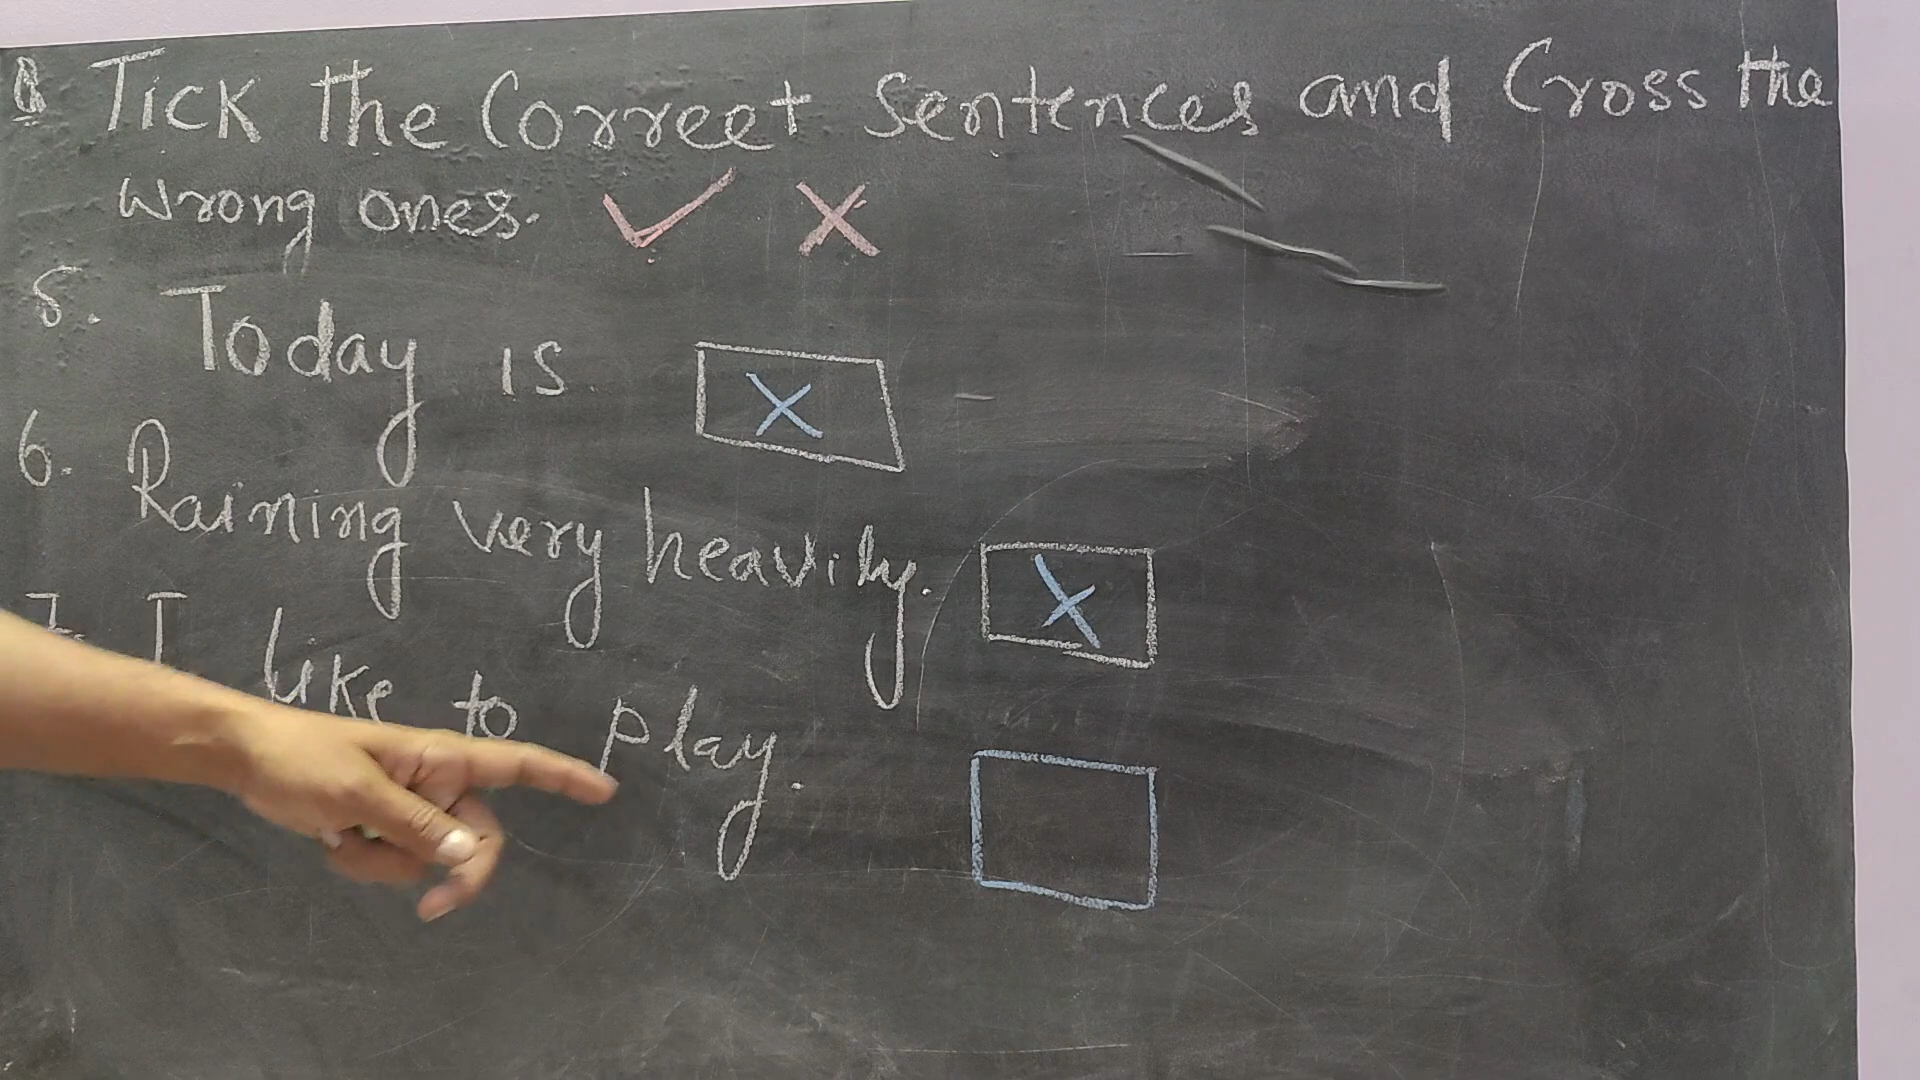 Q Tick the Correct Sentences and Cross the
Wrong ones. ✓ ✗
5. Today is
6. Raining very heavily.
7. I like to play.